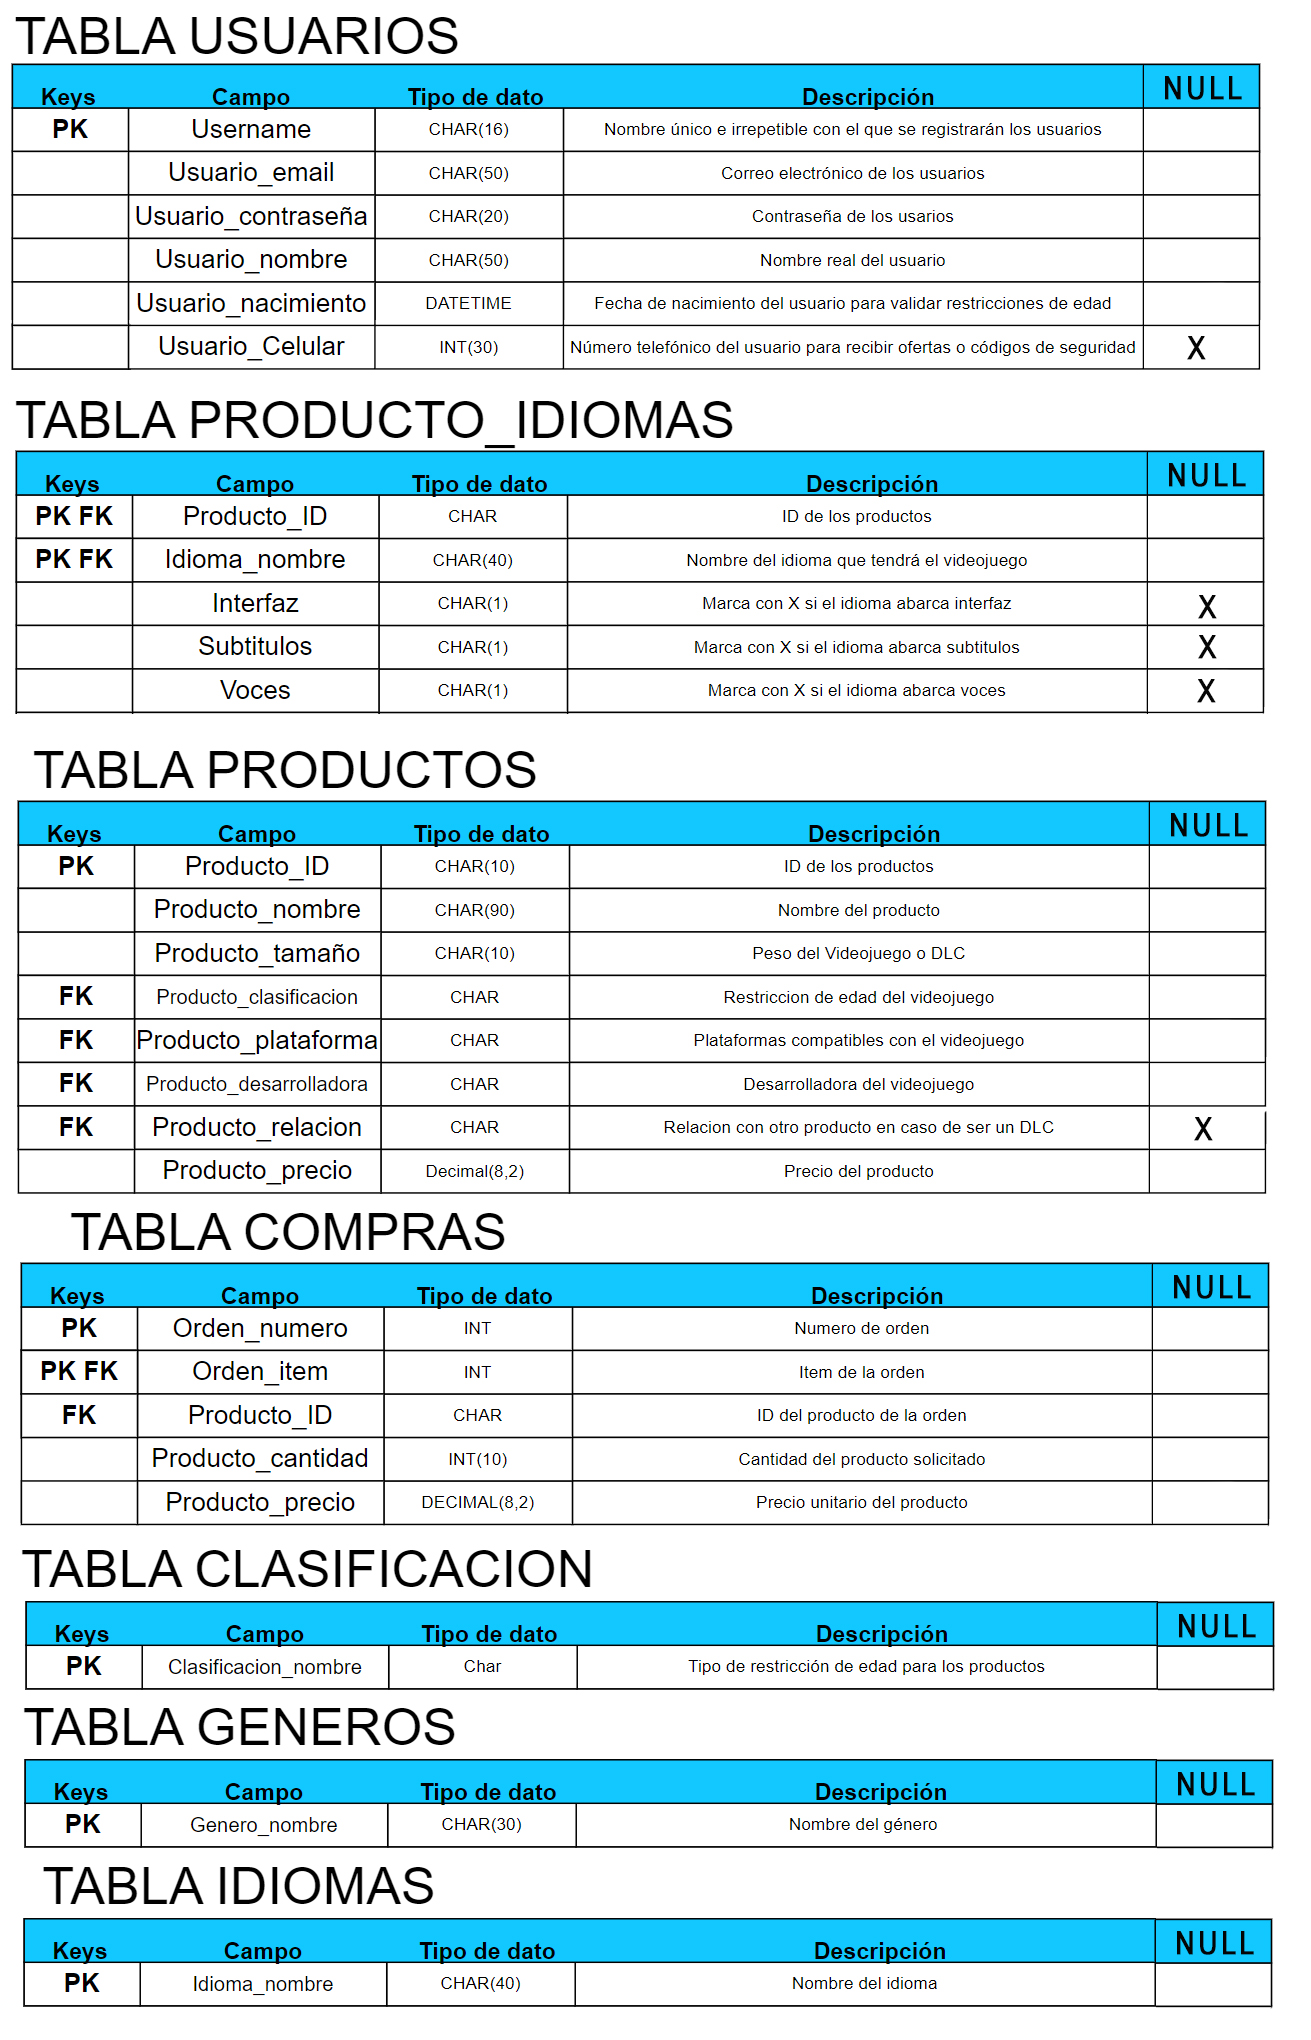 TABLA USUARIOS
Keys Campo Tipo de dato Descripción NULL
PK Username CHAR(16) Nombre único e irrepetible con el que se registrarán los usuarios
Usuario_email CHAR(50) Correo electrónico de los usuarios
Usuario_contraseña CHAR(20) Contraseña de los usarios
Usuario_nombre CHAR(50) Nombre real del usuario
Usuario_nacimiento DATETIME Fecha de nacimiento del usuario para validar restricciones de edad
Usuario_Celular INT(30) Número telefónico del usuario para recibir ofertas o códigos de seguridad X
TABLA PRODUCTO_IDIOMAS
Keys Campo Tipo de dato Descripción NULL
PK FK Producto_ID CHAR ID de los productos
PK FK Idioma_nombre CHAR(40) Nombre del idioma que tendrá el videojuego
Interfaz CHAR(1) Marca con X si el idioma abarca interfaz X
Subtitulos CHAR(1) Marca con X si el idioma abarca subtitulos X
Voces CHAR(1) Marca con X si el idioma abarca voces X
TABLA PRODUCTOS
Keys Campo Tipo de dato Descripción NULL
PK Producto_ID CHAR(10) ID de los productos
Producto_nombre CHAR(90) Nombre del producto
Producto_tamaño CHAR(10) Peso del Videojuego o DLC
FK Producto_clasificacion CHAR Restriccion de edad del videojuego
FK Producto_plataforma CHAR Plataformas compatibles con el videojuego
FK Producto_desarrolladora CHAR Desarrolladora del videojuego
FK Producto_relacion CHAR Relacion con otro producto en caso de ser un DLC X
Producto_precio Decimal(8,2) Precio del producto
TABLA COMPRAS
Keys Campo Tipo de dato Descripción NULL
PK Orden_numero INT Numero de orden
PK FK Orden_item INT Item de la orden
FK Producto_ID CHAR ID del producto de la orden
Producto_cantidad INT(10) Cantidad del producto solicitado
Producto_precio DECIMAL(8,2) Precio unitario del producto
TABLA CLASIFICACION
Keys Campo Tipo de dato Descripción NULL
PK Clasificacion_nombre Char Tipo de restricción de edad para los productos
TABLA GENEROS
Keys Campo Tipo de dato Descripción NULL
PK Genero_nombre CHAR(30) Nombre del género
TABLA IDIOMAS
Keys Campo Tipo de dato Descripción NULL
PK Idioma_nombre CHAR(40) Nombre del idioma